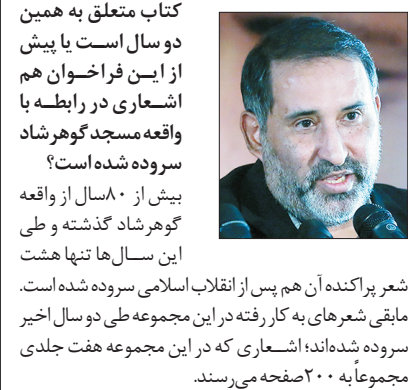 کتاب متعلق به همین
دو سال است یا پیش
از این فراخوان هم
اشعاری در رابطه با
واقعه مسجد گوهرشاد
سروده شده است؟
بیش از ۸۰سال از واقعه
گوهرشاد گذشته و طی
این سال‌ها تنها هشت
شعر پراکنده آن هم پس از انقلاب اسلامی سروده شده است.
مابقی شعرهای به کار رفته در این مجموعه طی دو سال اخیر
سروده شده‌اند؛ اشعاری که در این مجموعه هفت جلدی
مجموعاً به ۲۰۰صفحه می‌رسند.